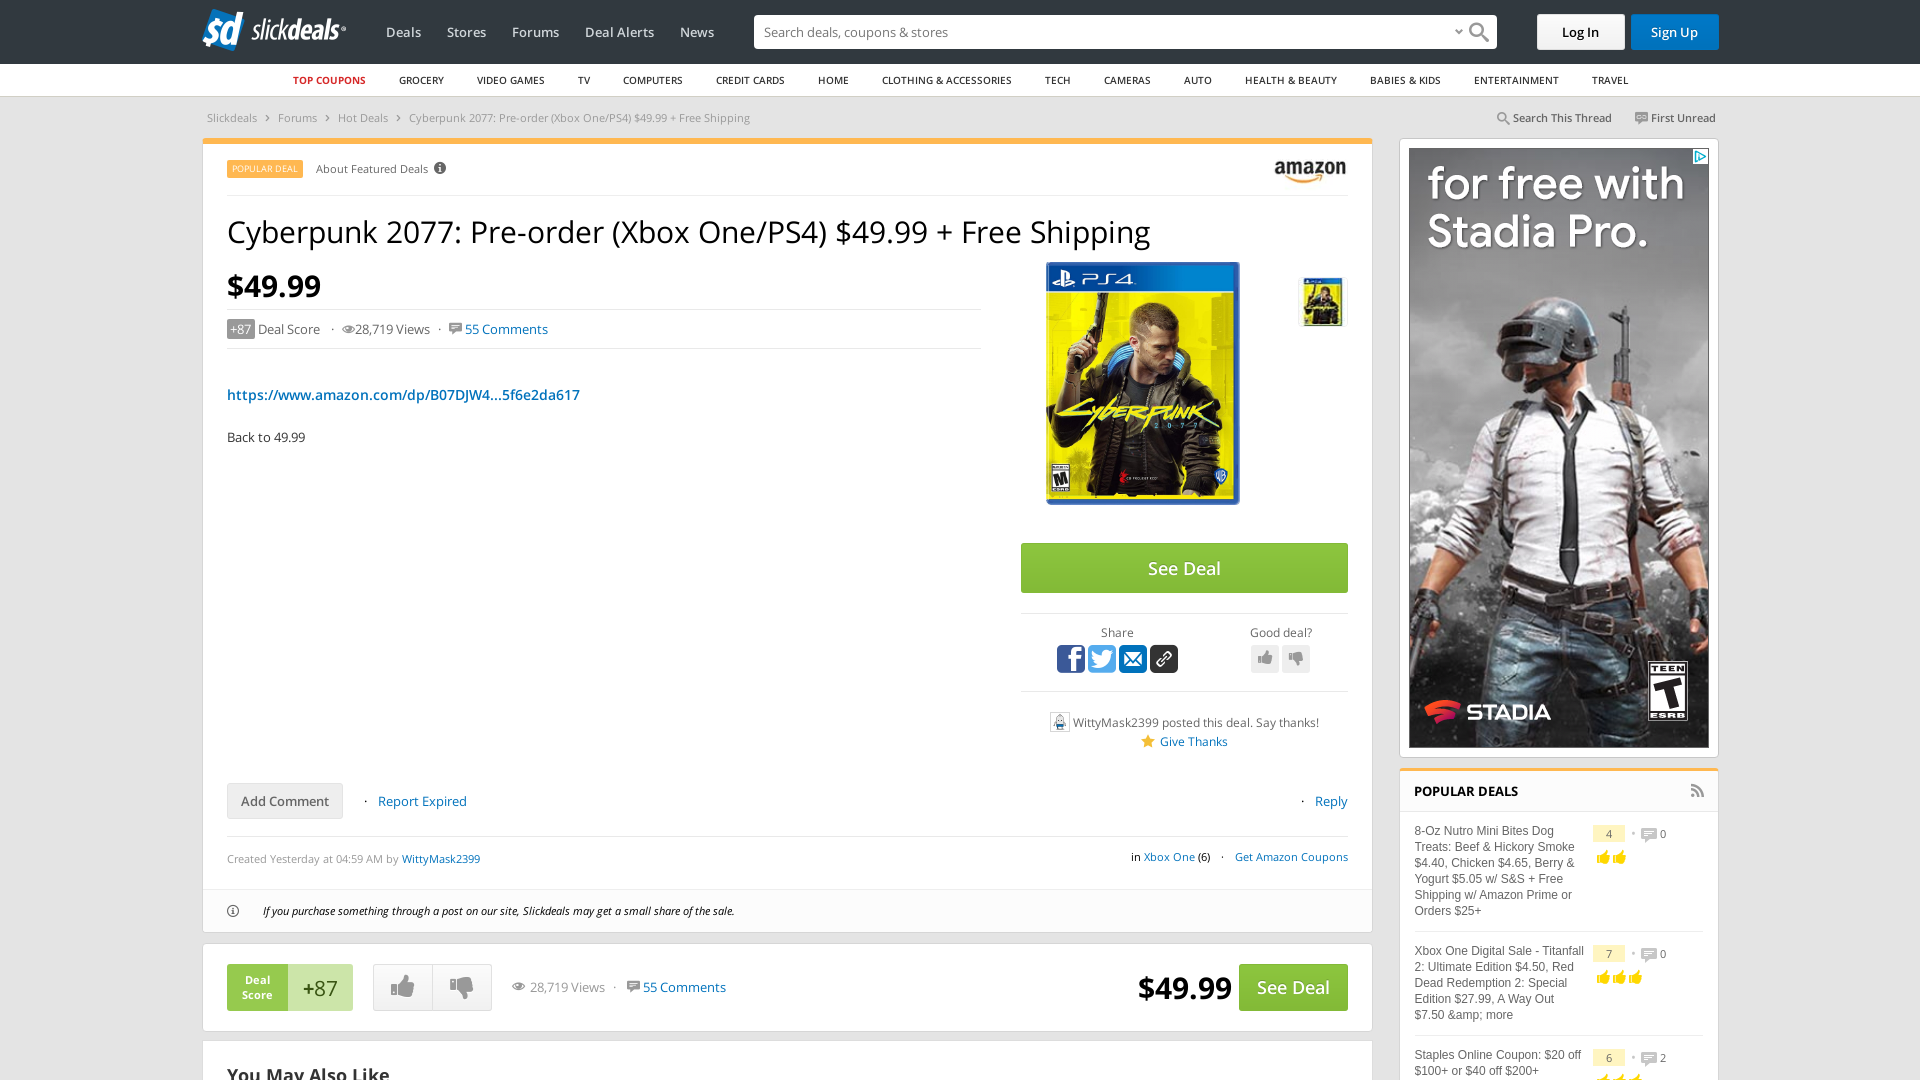 sd slickdeals
Deals
Stores
Forums
Deal Alerts
News
Search deals, coupons & stores
Log In
Sign Up
TOP COUPONS
GROCERY
VIDEO GAMES
TV
COMPUTERS
CREDIT CARDS
HOME
CLOTHING & ACCESSORIES
TECH
CAMERAS
AUTO
HEALTH & BEAUTY
BABIES & KIDS
ENTERTAINMENT
TRAVEL
Slickdeals › Forums › Hot Deals › Cyberpunk 2077: Pre-order (Xbox One/PS4) $49.99 + Free Shipping
Search This Thread
First Unread
POPULAR DEAL
About Featured Deals
amazon
Cyberpunk 2077: Pre-order (Xbox One/PS4) $49.99 + Free Shipping
$49.99
+87 Deal Score · 28,719 Views · 55 Comments
https://www.amazon.com/dp/B07DJW4...5f6e2da617
Back to 49.99
PS4
CYBERPUNK
2077
M
See Deal
Share
Good deal?
WittyMask2399 posted this deal. Say thanks!
Give Thanks
Add Comment
· Report Expired
· Reply
Created Yesterday at 04:59 AM by WittyMask2399
in Xbox One (6) · Get Amazon Coupons
If you purchase something through a post on our site, Slickdeals may get a small share of the sale.
Deal
Score
+87
28,719 Views · 55 Comments
$49.99
See Deal
You May Also Like
for free with
Stadia Pro.
STADIA
TEEN
T
ESRB
POPULAR DEALS
8-Oz Nutro Mini Bites Dog
Treats: Beef & Hickory Smoke
$4.40, Chicken $4.65, Berry &
Yogurt $5.05 w/ S&S + Free
Shipping w/ Amazon Prime or
Orders $25+
4 • 0
Xbox One Digital Sale - Titanfall
2: Ultimate Edition $4.50, Red
Dead Redemption 2: Special
Edition $27.99, A Way Out
$7.50 &amp; more
7 • 0
Staples Online Coupon: $20 off
$100+ or $40 off $200+
6 • 2